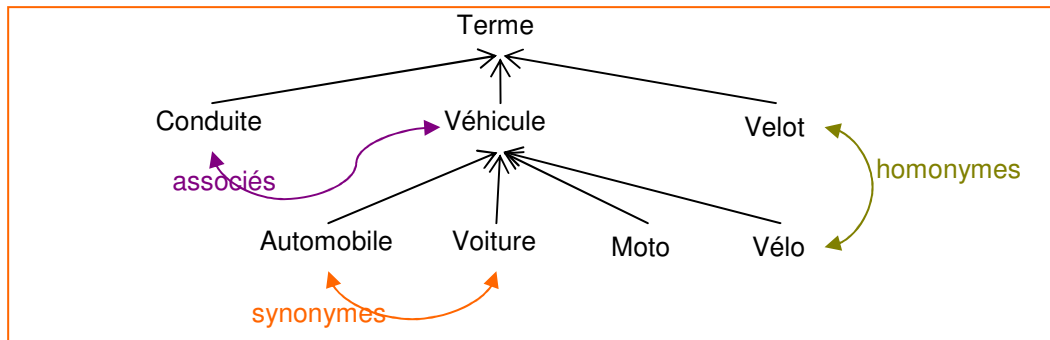 Terme
Conduite Véhicule Velot
associés homonymes
Automobile Voiture Moto Vélo
synonymes